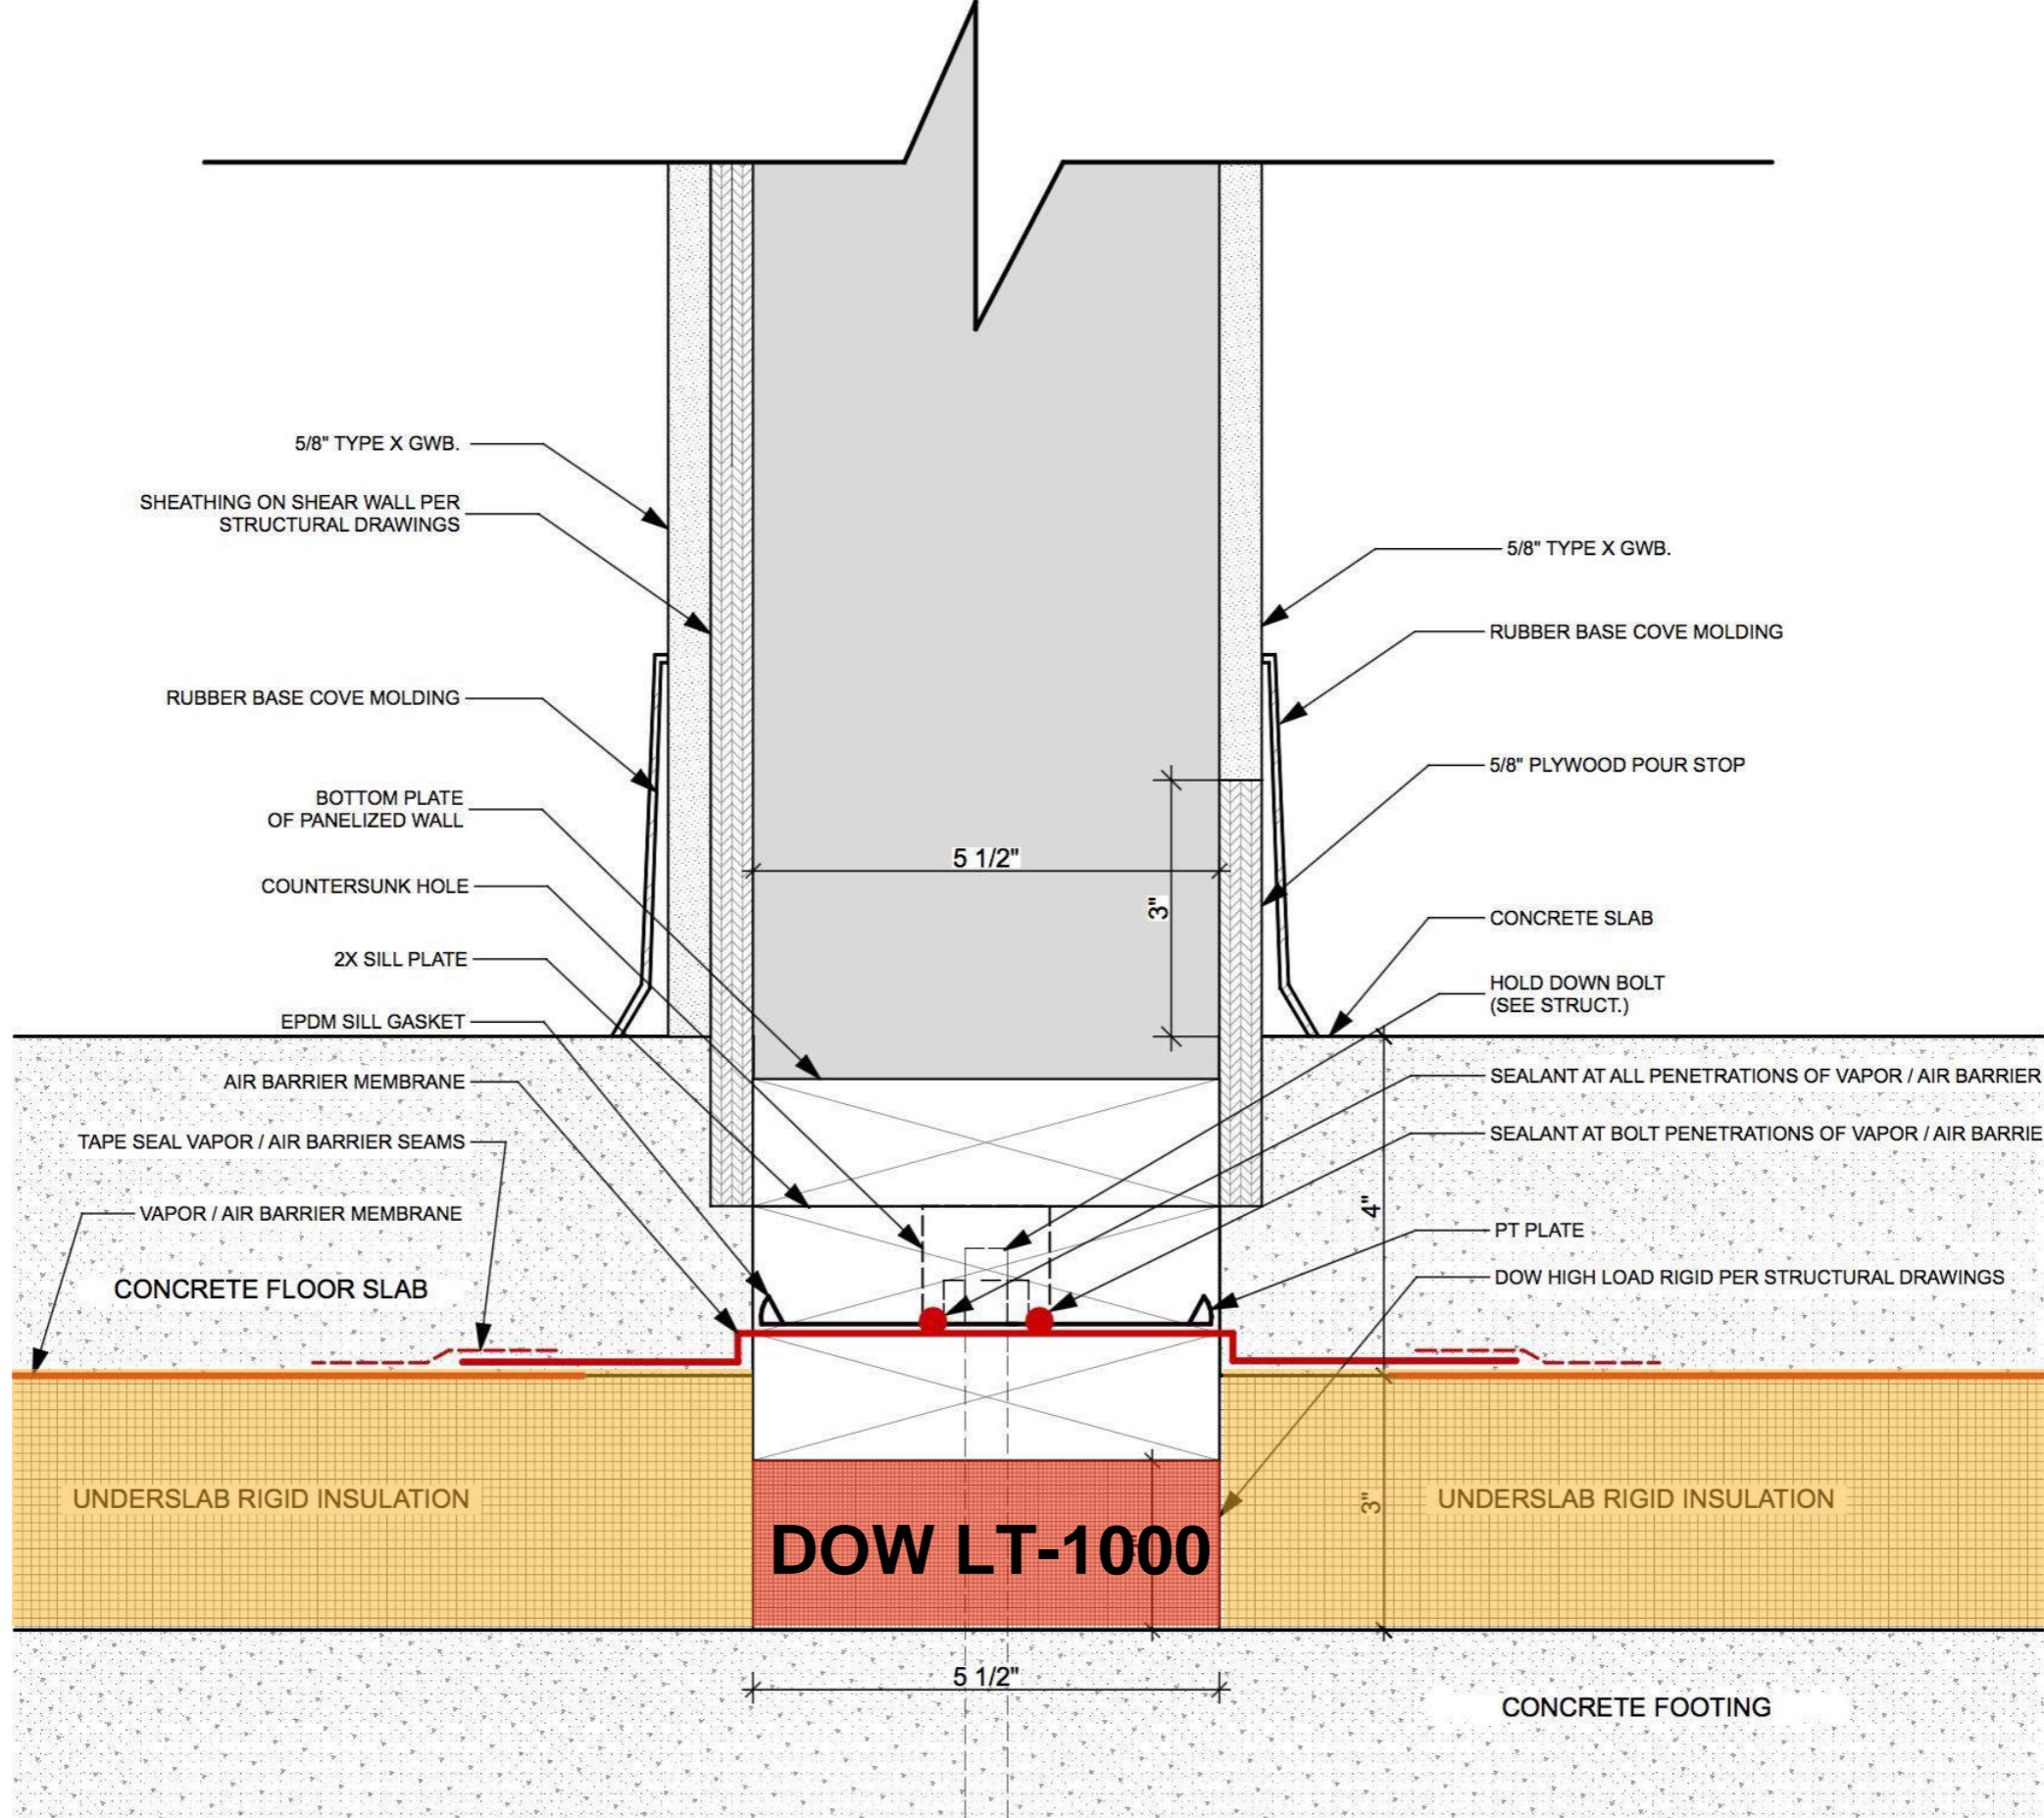 5/8" TYPE X GWB.
SHEATHING ON SHEAR WALL PER
STRUCTURAL DRAWINGS
RUBBER BASE COVE MOLDING
BOTTOM PLATE
OF PANELIZED WALL
COUNTERSUNK HOLE
2X SILL PLATE
EPDM SILL GASKET
AIR BARRIER MEMBRANE
TAPE SEAL VAPOR / AIR BARRIER SEAMS
VAPOR / AIR BARRIER MEMBRANE
CONCRETE FLOOR SLAB
UNDERSLAB RIGID INSULATION
5 1/2"
3"
DOW LT-1000
5 1/2"
5/8" TYPE X GWB.
RUBBER BASE COVE MOLDING
5/8" PLYWOOD POUR STOP
CONCRETE SLAB
HOLD DOWN BOLT
(SEE STRUCT.)
SEALANT AT ALL PENETRATIONS OF VAPOR / AIR BARRIER
SEALANT AT BOLT PENETRATIONS OF VAPOR / AIR BARRIE
4"
PT PLATE
DOW HIGH LOAD RIGID PER STRUCTURAL DRAWINGS
3"
UNDERSLAB RIGID INSULATION
CONCRETE FOOTING